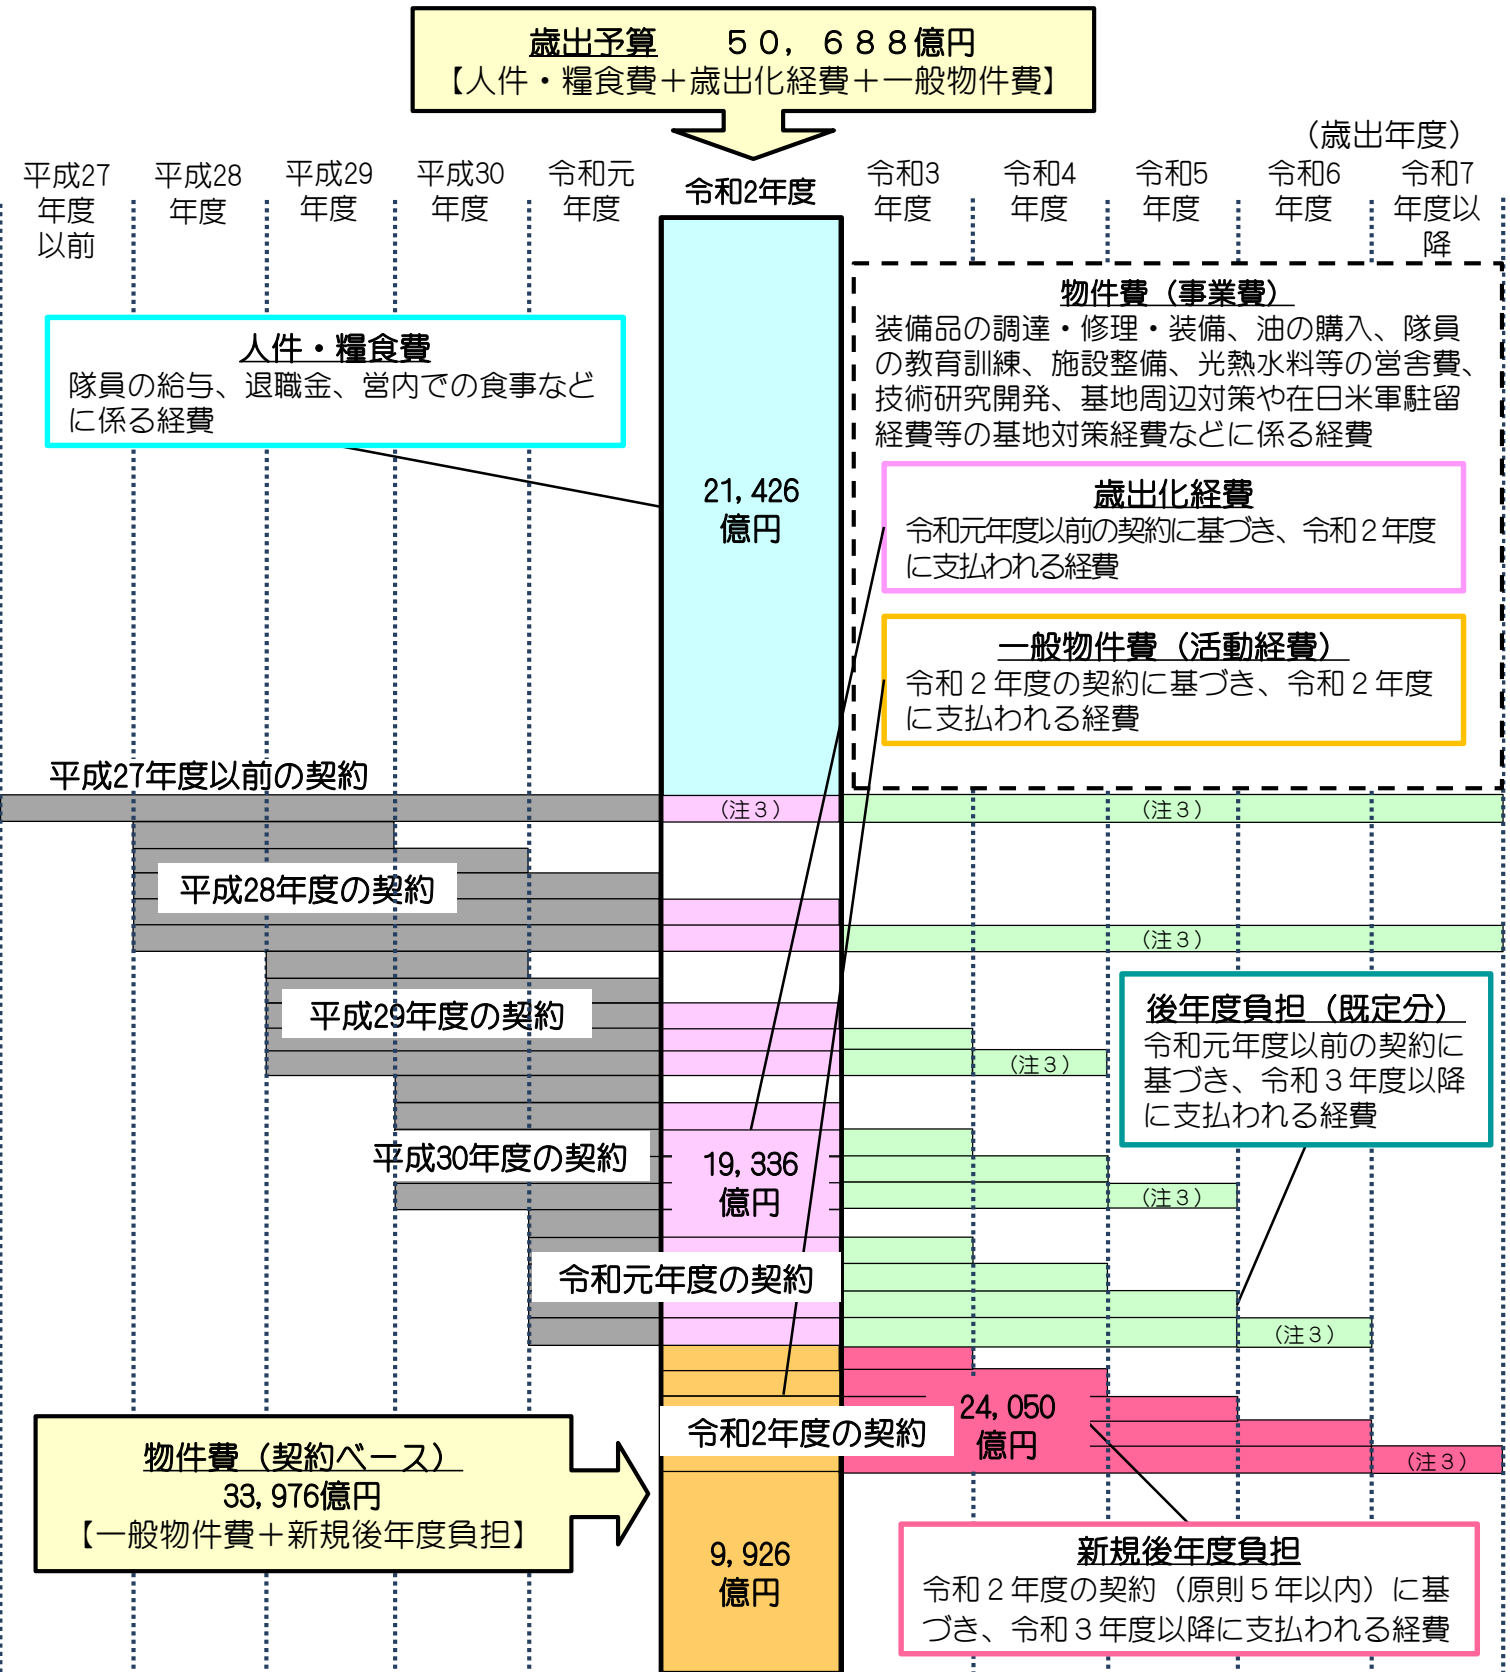 歳出予算　５０，６８８億円
【人件・糧食費＋歳出化経費＋一般物件費】
（歳出年度）
平成27
年度
以前
平成28
年度
平成29
年度
平成30
年度
令和元
年度
令和2年度
令和3
年度
令和4
年度
令和5
年度
令和6
年度
令和7
年度以
降
人件・糧食費
隊員の給与、退職金、営内での食事など
に係る経費
21,426
億円
物件費（事業費）
装備品の調達・修理・装備、油の購入、隊員
の教育訓練、施設整備、光熱水料等の営舎費、
技術研究開発、基地周辺対策や在日米軍駐留
経費等の基地対策経費などに係る経費
歳出化経費
令和元年度以前の契約に基づき、令和２年度
に支払われる経費
一般物件費（活動経費）
令和２年度の契約に基づき、令和２年度
に支払われる経費
平成27年度以前の契約
（注３）
（注３）
平成28年度の契約
（注３）
平成29年度の契約
（注３）
後年度負担（既定分）
令和元年度以前の契約に
基づき、令和３年度以降
に支払われる経費
平成30年度の契約
19,336
億円
（注３）
令和元年度の契約
（注３）
令和2年度の契約
24,050
億円
（注３）
物件費（契約ベース）
33,976億円
【一般物件費＋新規後年度負担】
9,926
億円
新規後年度負担
令和２年度の契約（原則５年以内）に基
づき、令和３年度以降に支払われる経費